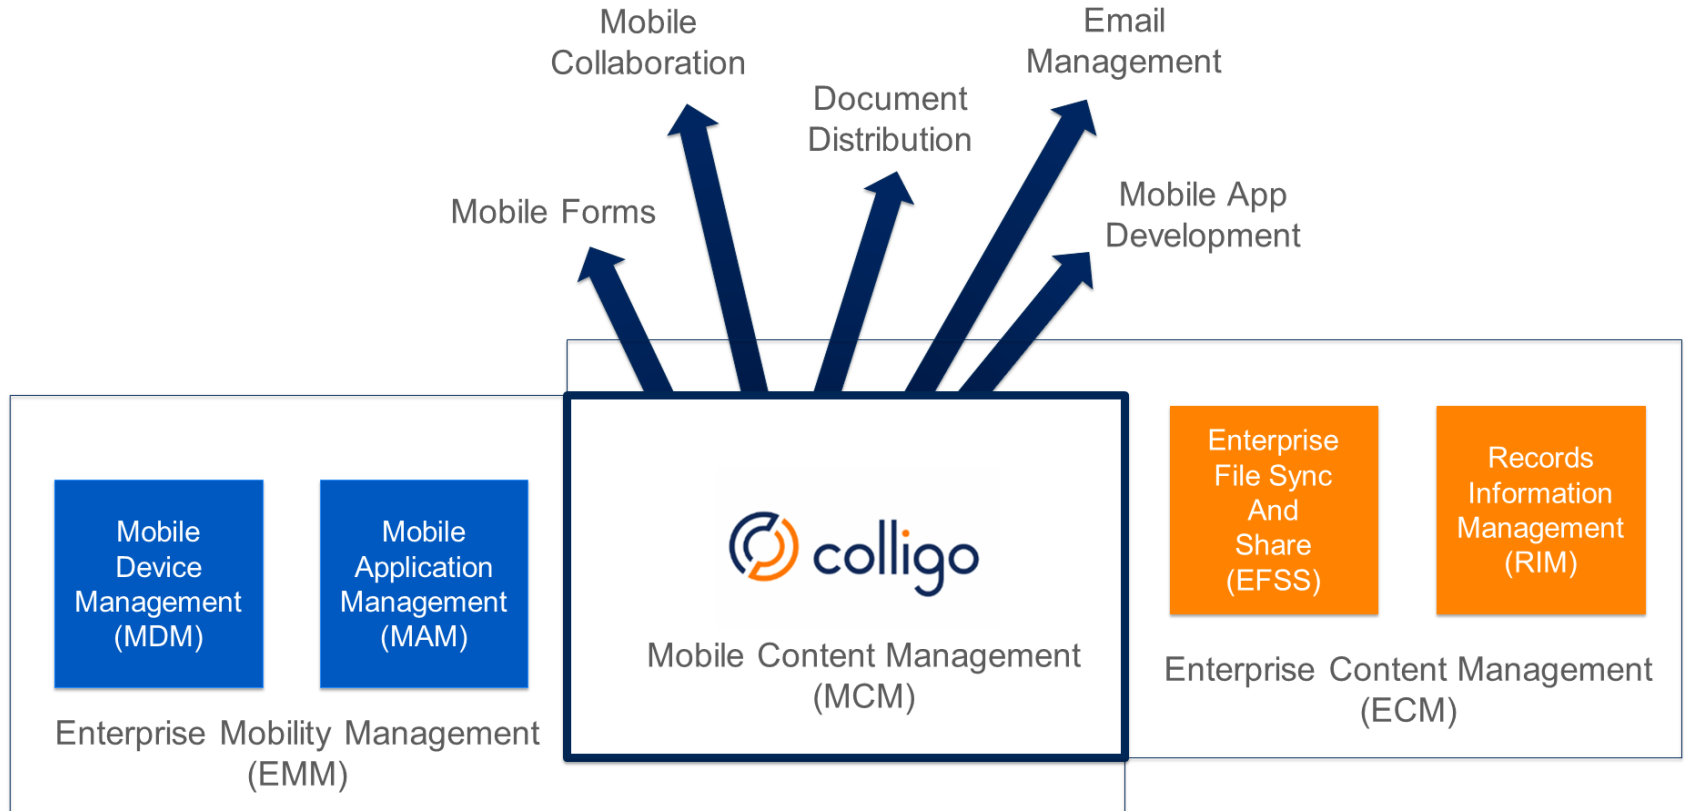 Mobile
Collaboration
Email
Management
Document
Distribution
Mobile Forms
Mobile App
Development
Mobile
Device
Management
(MDM)
Mobile
Application
Management
(MAM)
Enterprise Mobility Management
(EMM)
colligo
Mobile Content Management
(MCM)
Enterprise
File Sync
And
Share
(EFSS)
Records
Information
Management
(RIM)
Enterprise Content Management
(ECM)